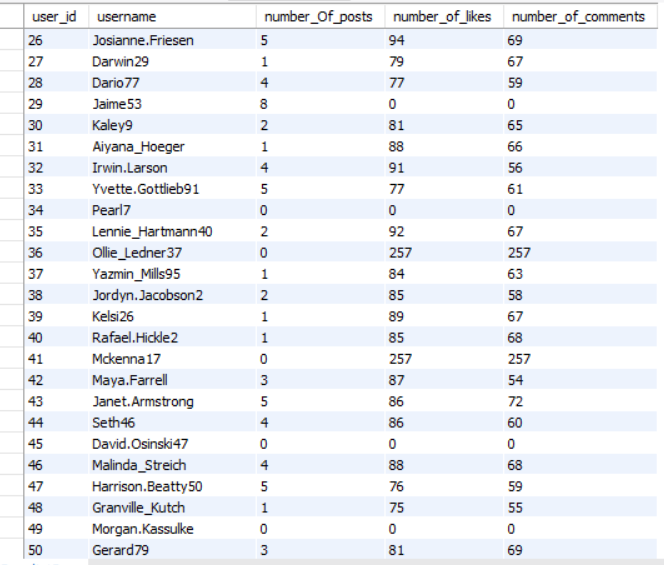 user_id username number_Of_posts number_of_likes number_of_comments
26 Josianne.Friesen 5 94 69
27 Darwin29 1 79 67
28 Dario77 4 77 59
29 Jaime53 8 0 0
30 Kaley9 2 81 65
31 Aiyana_Hoeger 1 88 66
32 Irwin.Larson 4 91 56
33 Yvette.Gottlieb91 5 77 61
34 Pearl7 0 0 0
35 Lennie_Hartmann40 2 92 67
36 Ollie_Ledner37 0 257 257
37 Yazmin_Mills95 1 84 63
38 Jordyn.Jacobson2 2 85 58
39 Kelsi26 1 89 67
40 Rafael.Hickle2 1 85 68
41 Mckenna17 0 257 257
42 Maya.Farrell 3 87 54
43 Janet.Armstrong 5 86 72
44 Seth46 4 86 60
45 David.Osinski47 0 0 0
46 Malinda_Streich 4 88 68
47 Harrison.Beatty50 5 76 59
48 Granville_Kutch 1 75 55
49 Morgan.Kassulke 0 0 0
50 Gerard79 3 81 69